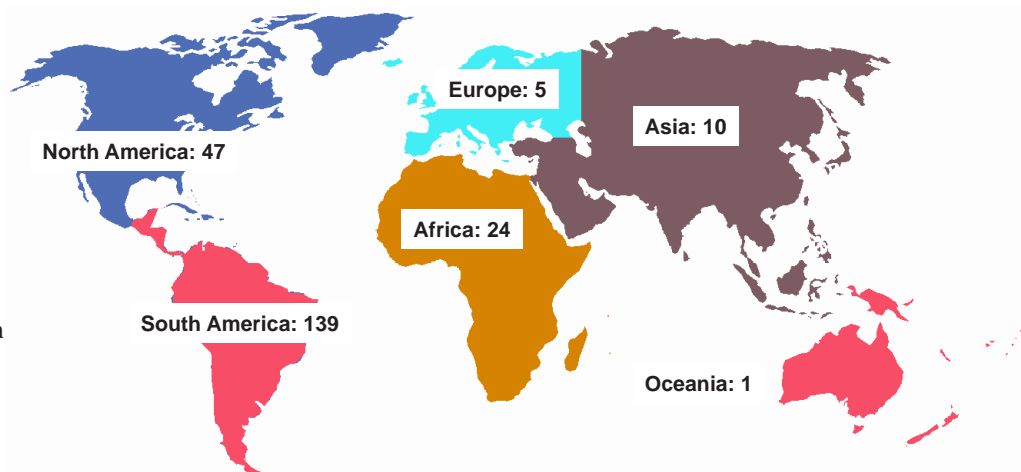 Europe: 5
Asia: 10
North America: 47
Africa: 24
South America: 139
a
Oceania: 1